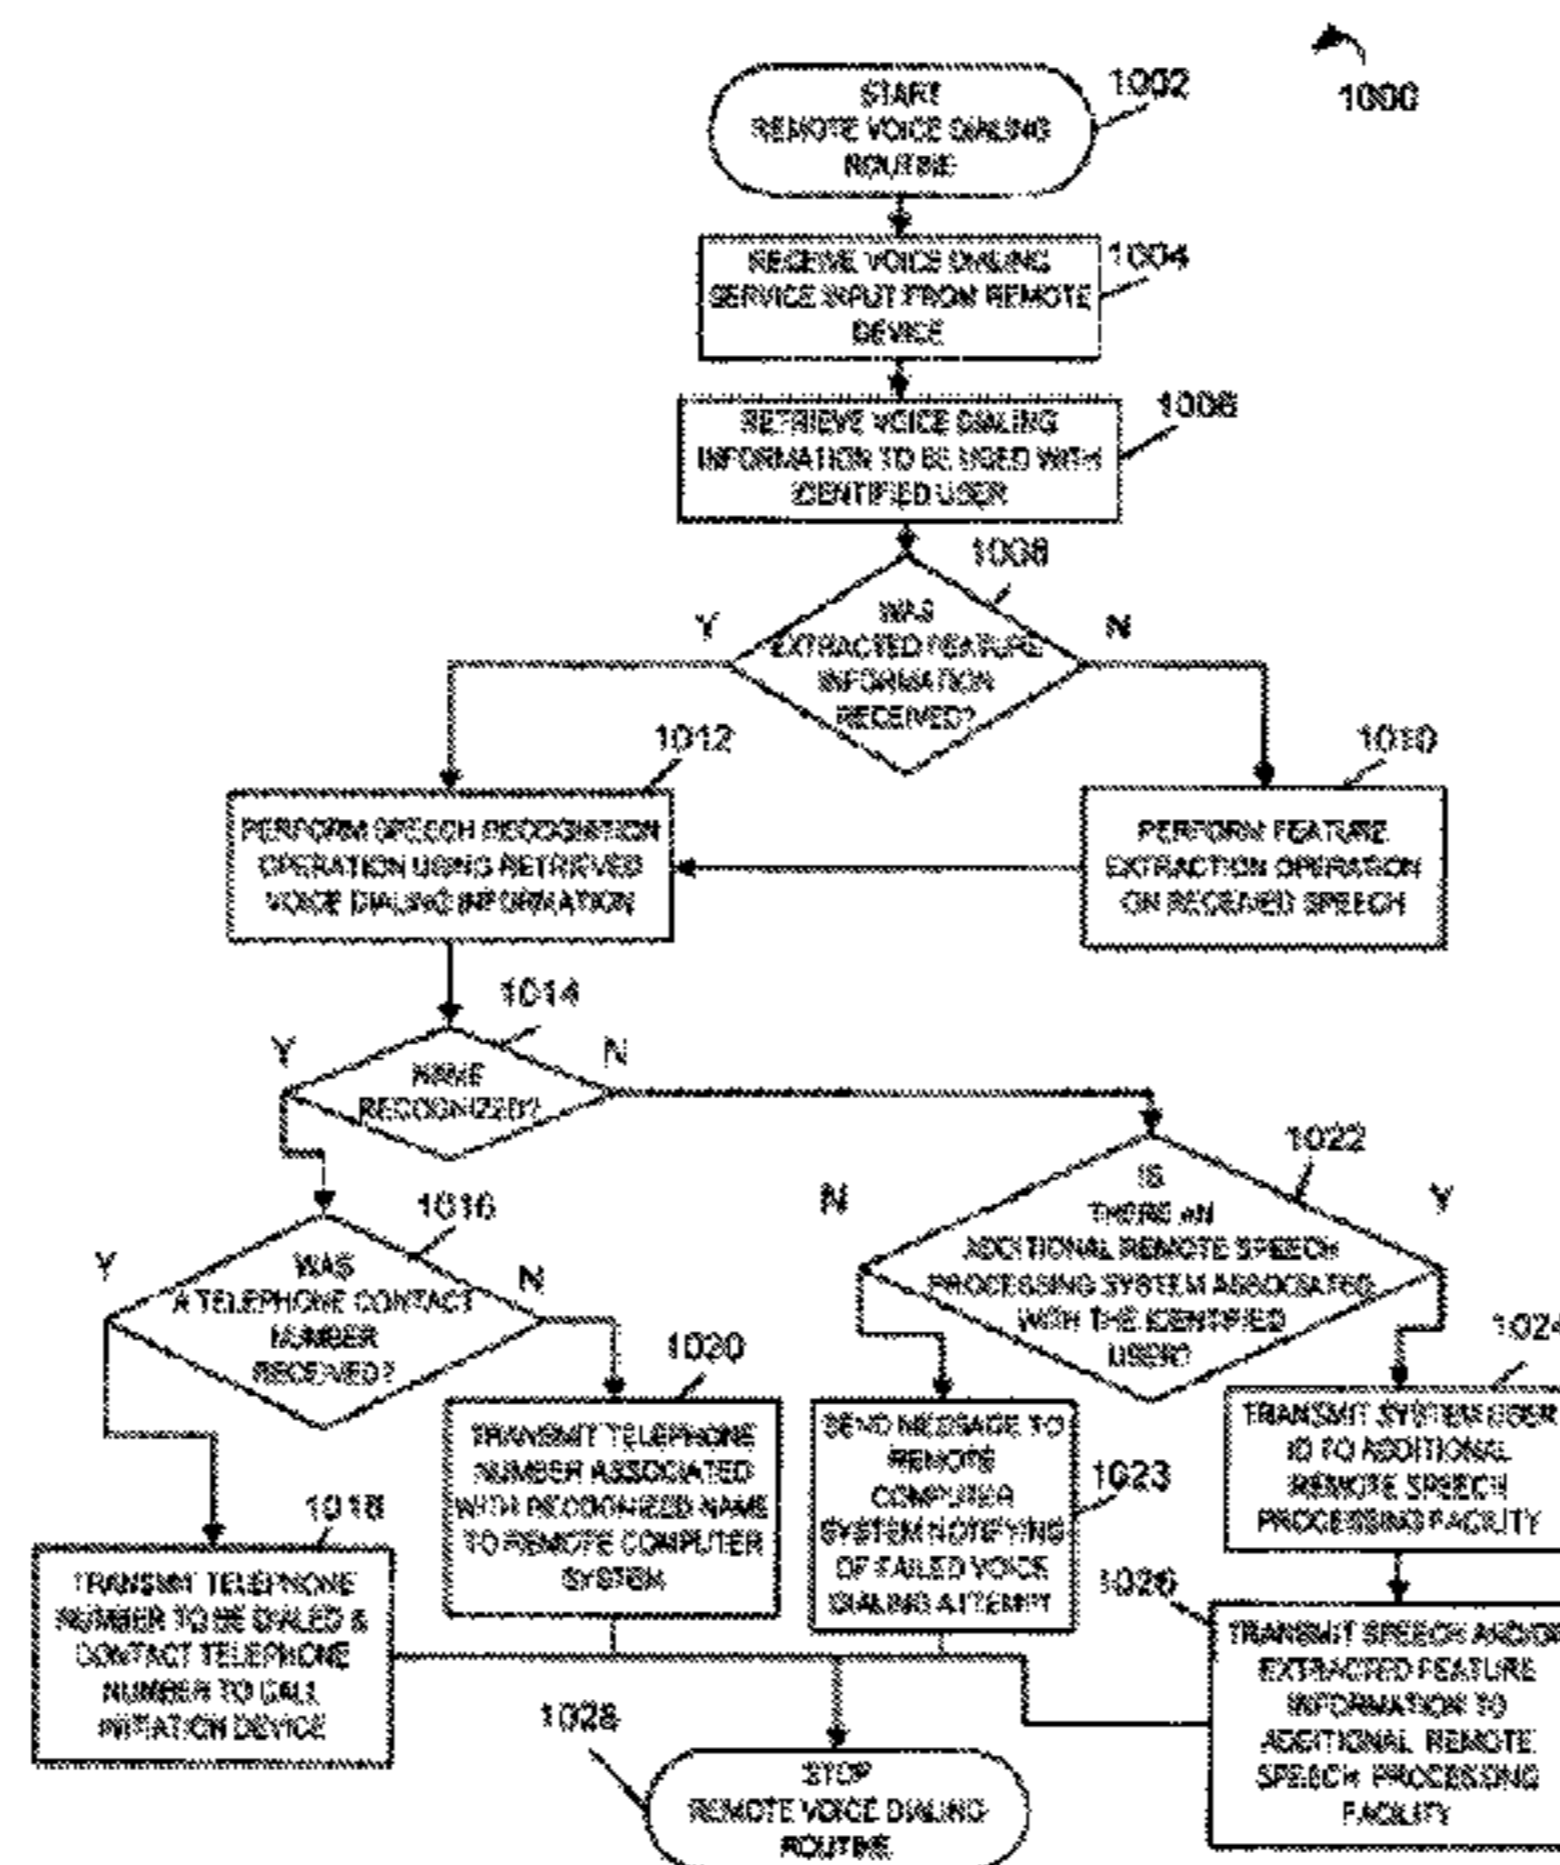 1000
1002
START
REMOTE VOICE DIALING
ROUTINE
1004
RECEIVE VOICE DIALING
SERVICE INPUT FROM REMOTE
DEVICE
1006
RETRIEVE VOICE DIALING
INFORMATION TO BE USED WITH
IDENTIFIED USER
1008
Y
N
WAS
EXTRACTED FEATURE
INFORMATION
RECEIVED?
1012
PERFORM SPEECH RECOGNITION
OPERATION USING RETRIEVED
VOICE DIALING INFORMATION
1010
PERFORM FEATURE
EXTRACTION OPERATION
ON RECEIVED SPEECH
1014
Y
N
NAME
RECOGNIZED?
1016
Y
N
WAS
A TELEPHONE CONTACT
NUMBER
RECEIVED?
1022
N
Y
IS
THERE AN
ADDITIONAL REMOTE SPEECH
PROCESSING SYSTEM ASSOCIATED
WITH THE IDENTIFIED
USER?
1018
TRANSMIT TELEPHONE
NUMBER TO BE DIALED &
CONTACT TELEPHONE
NUMBER TO CALL
INITIATION DEVICE
1020
TRANSMIT TELEPHONE
NUMBER ASSOCIATED
WITH RECOGNIZED NAME
TO REMOTE COMPUTER
SYSTEM
1023
SEND MESSAGE TO
REMOTE
COMPUTER
SYSTEM NOTIFYING
OF FAILED VOICE
DIALING ATTEMPT
1024
TRANSMIT SYSTEM USER
ID TO ADDITIONAL
REMOTE SPEECH
PROCESSING FACILITY
1026
TRANSMIT SPEECH AND/OR
EXTRACTED FEATURE
INFORMATION TO
ADDITIONAL REMOTE
SPEECH PROCESSING
FACILITY
1028
STOP
REMOTE VOICE DIALING
ROUTINE